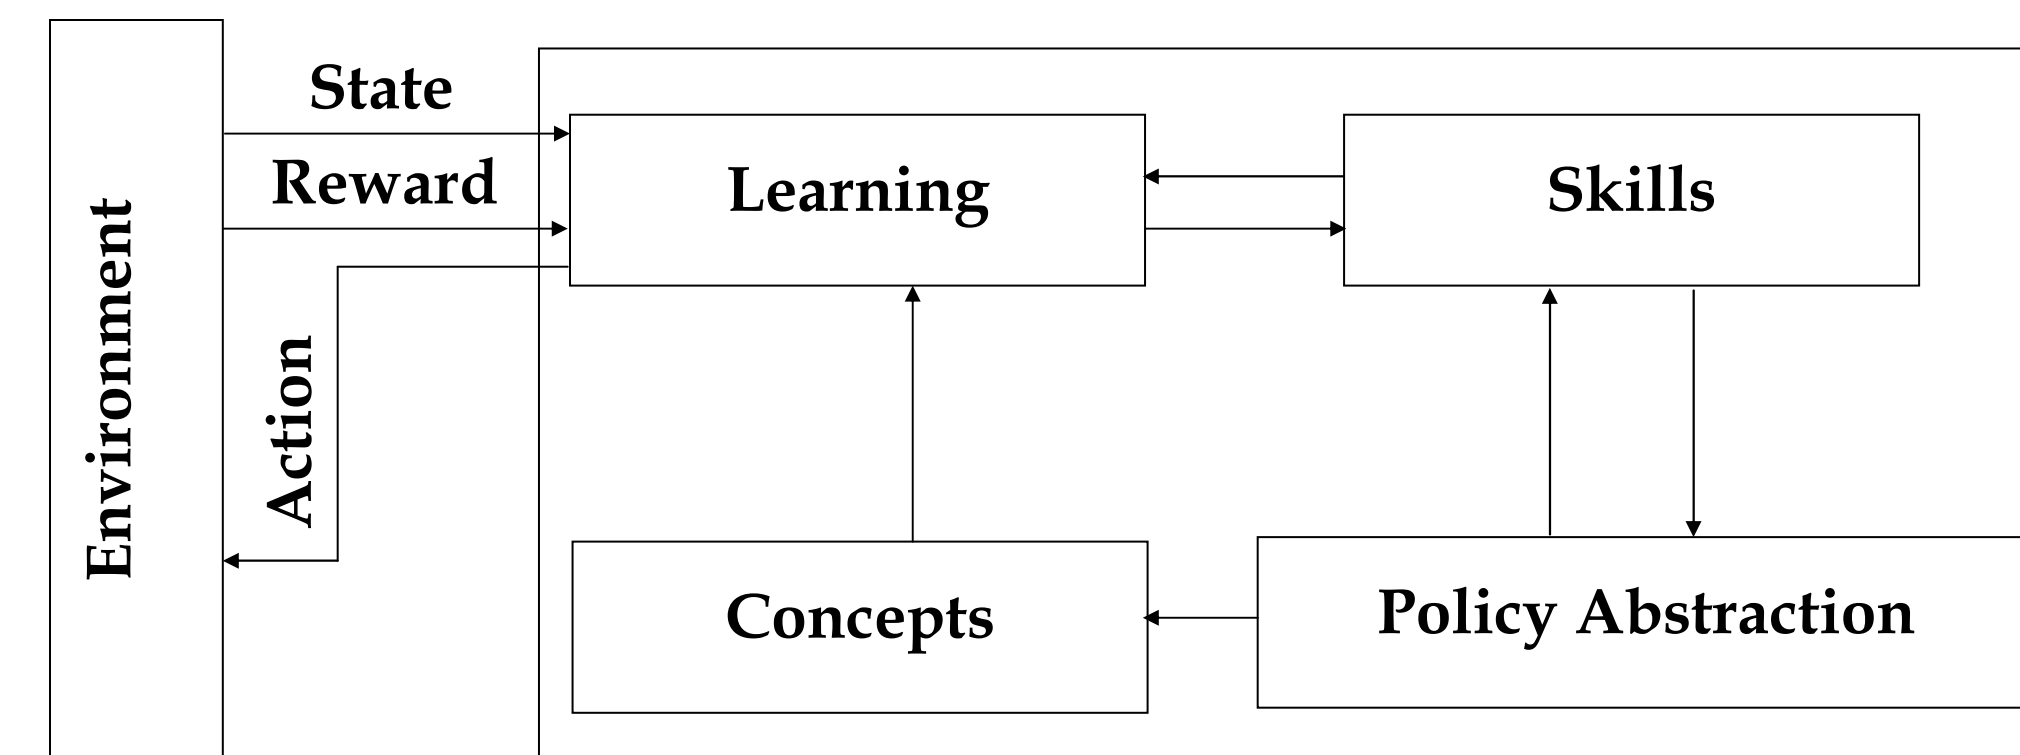 State
Reward
Learning
Skills
Environment
Action
Concepts
Policy Abstraction